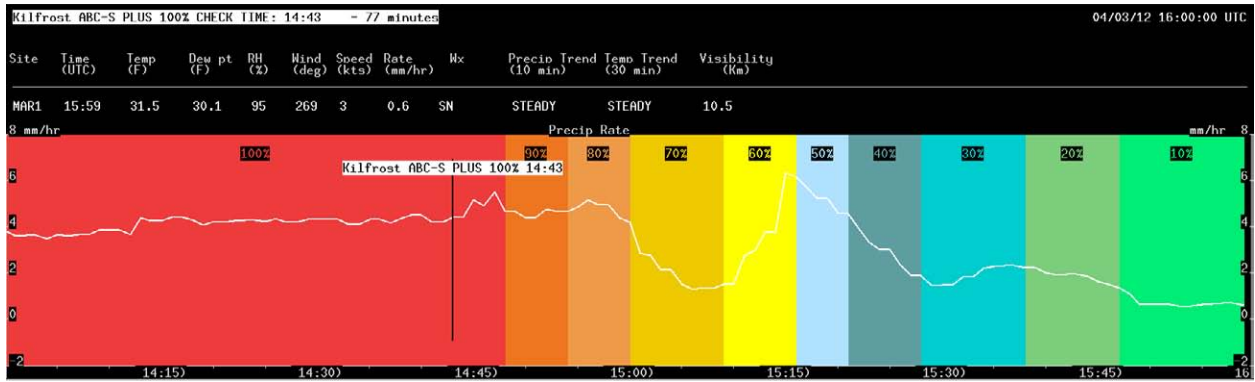 Kilfrost ABC-S PLUS 100% CHECK TIME: 14:43 - 77 minutes 04/03/12 16:00:00 UTC
Site Time Temp Dew pt RH Wind Speed Rate Wx Precip Trend Temp Trend Visibility
(UTC) (F) (F) (%) (deg) (kts) (mm/hr) (10 min) (30 min) (Km)
MAR1 15:59 31.5 30.1 95 269 3 0.6 SN STEADY STEADY 10.5
8 mm/hr Precip Rate mm/hr 8
100% 90% 80% 70% 60% 50% 40% 30% 20% 10%
Kilfrost ABC-S PLUS 100% 14:43
6 6
4 4
2 2
0 0
-2 -2
14:15) 14:30) 14:45) 15:00) 15:15) 15:30) 15:45) 16